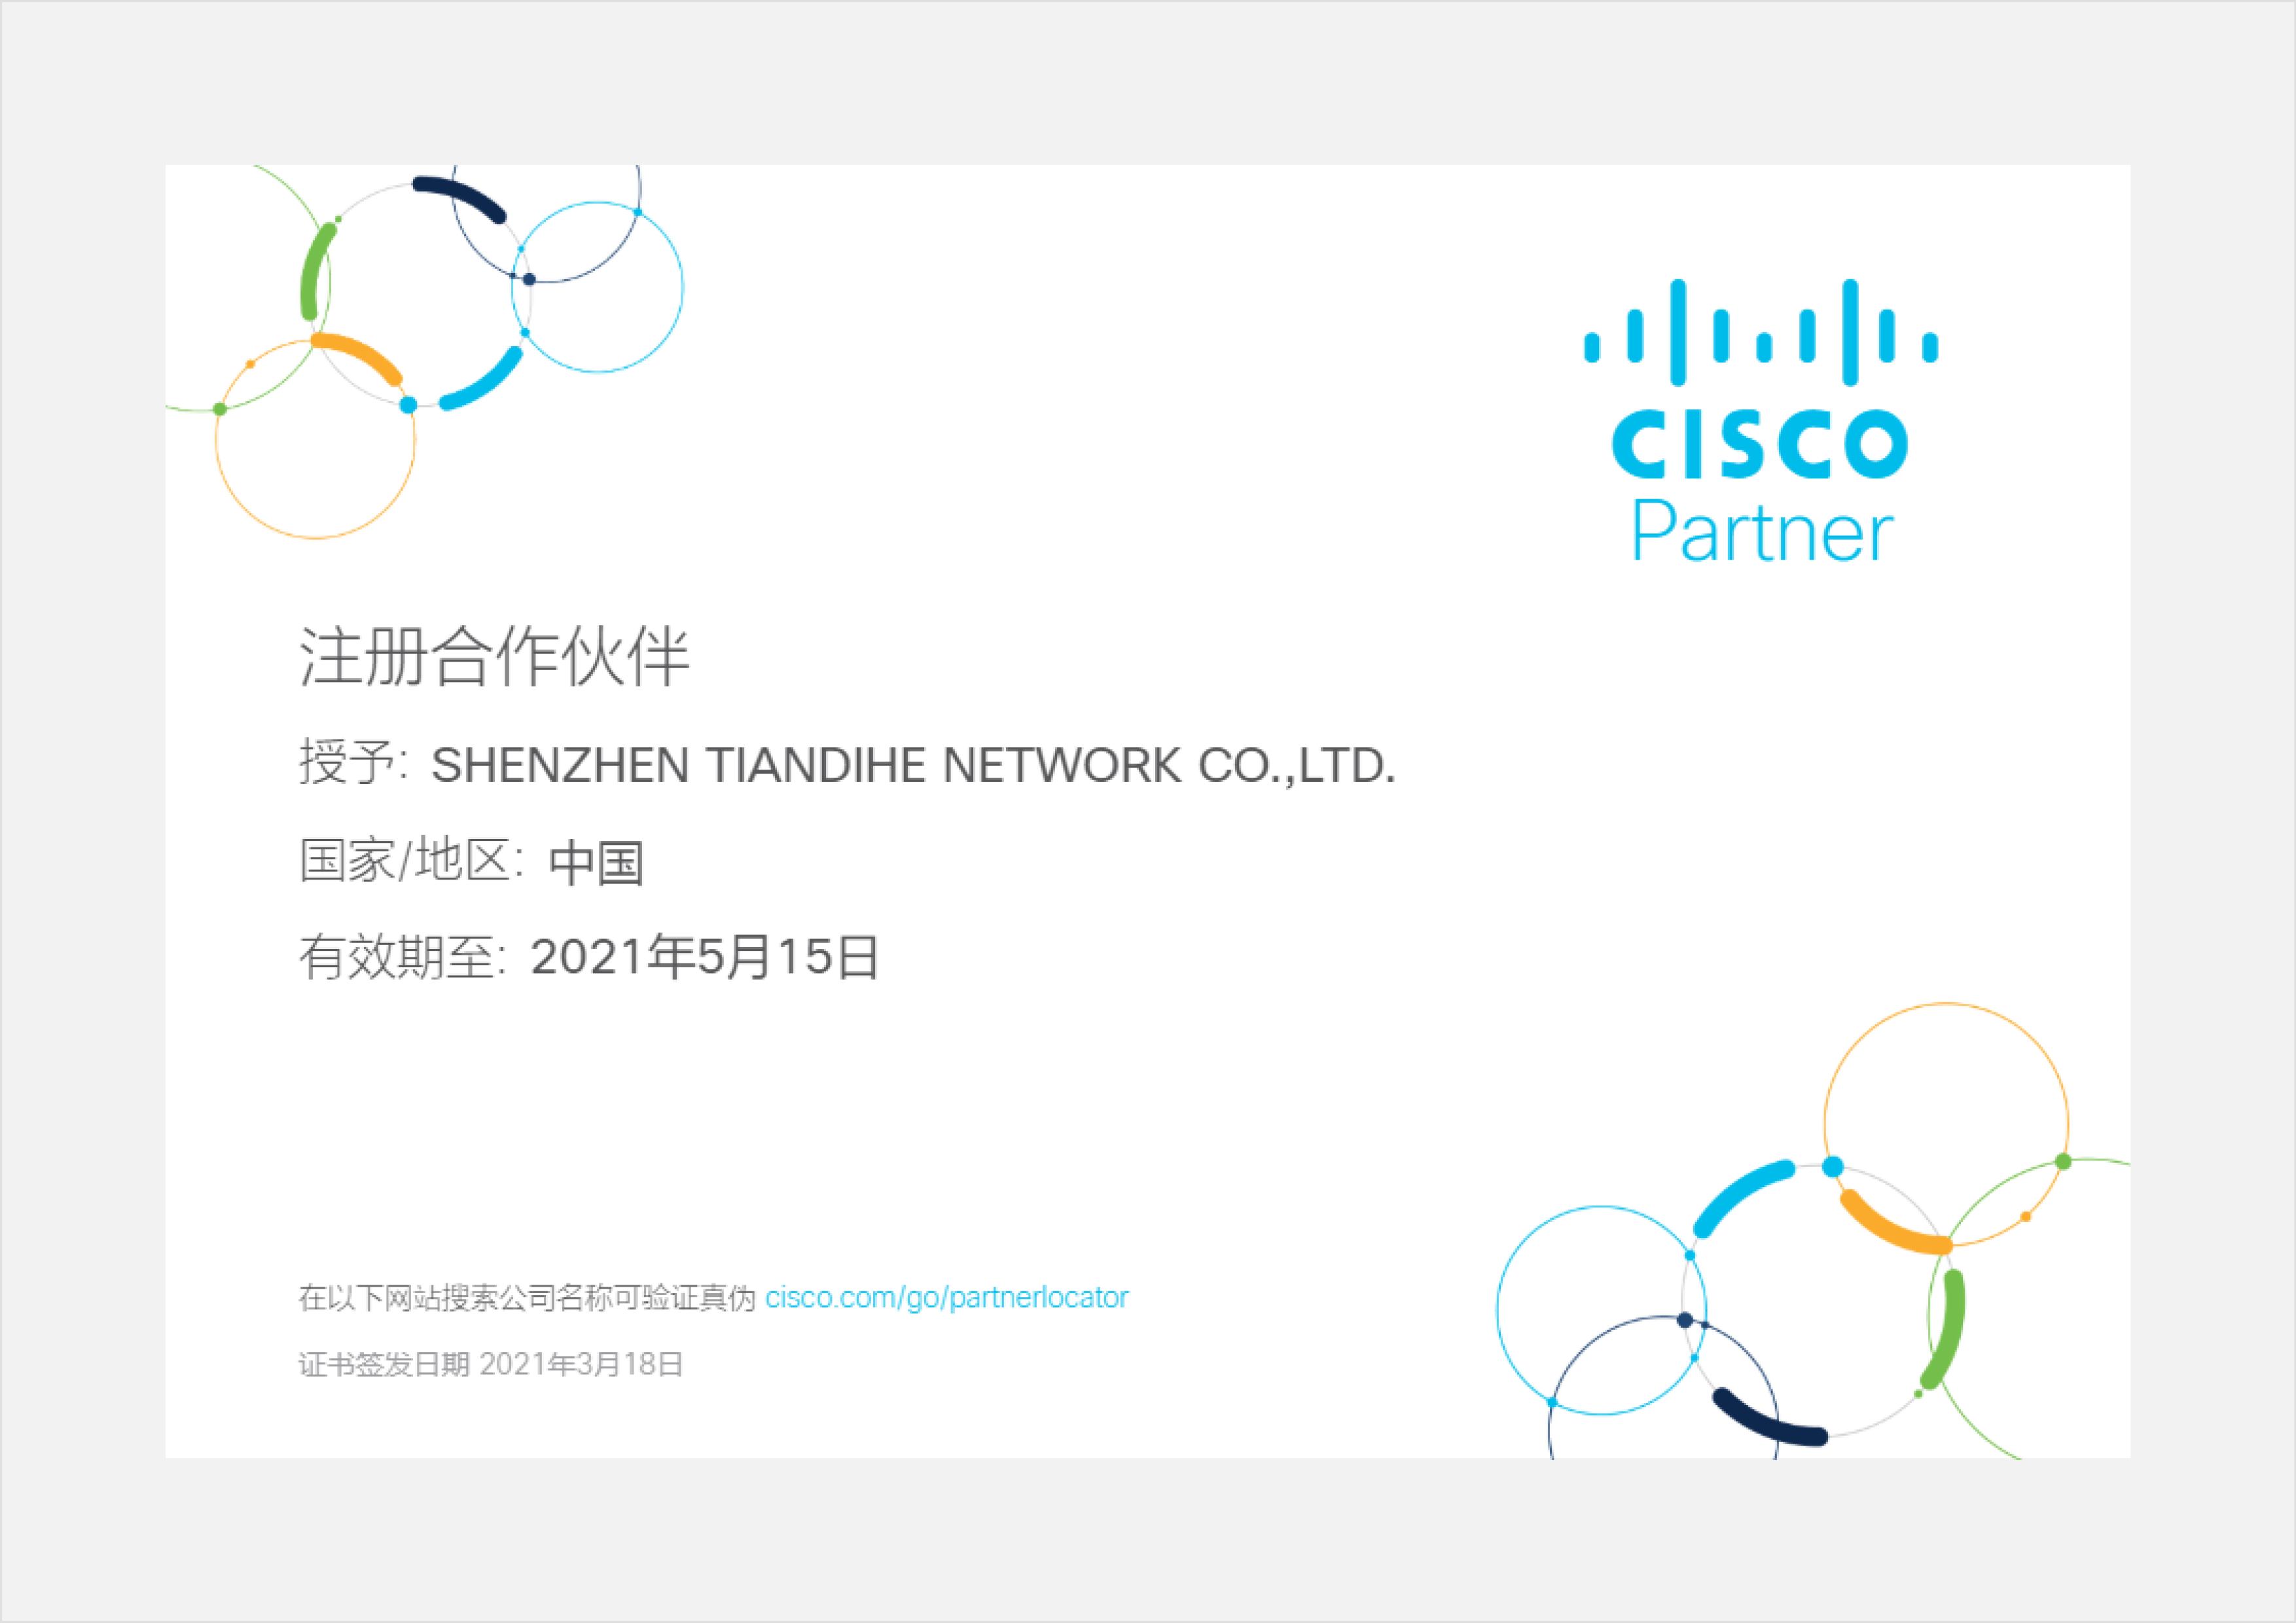 CISCO
Partner
注册合作伙伴
授予: SHENZHEN TIANDIHE NETWORK CO.,LTD.
国家/地区: 中国
有效期至: 2021年5月15日
在以下网站搜索公司名称可验证真伪 cisco.com/go/partnerlocator
证书签发日期 2021年3月18日